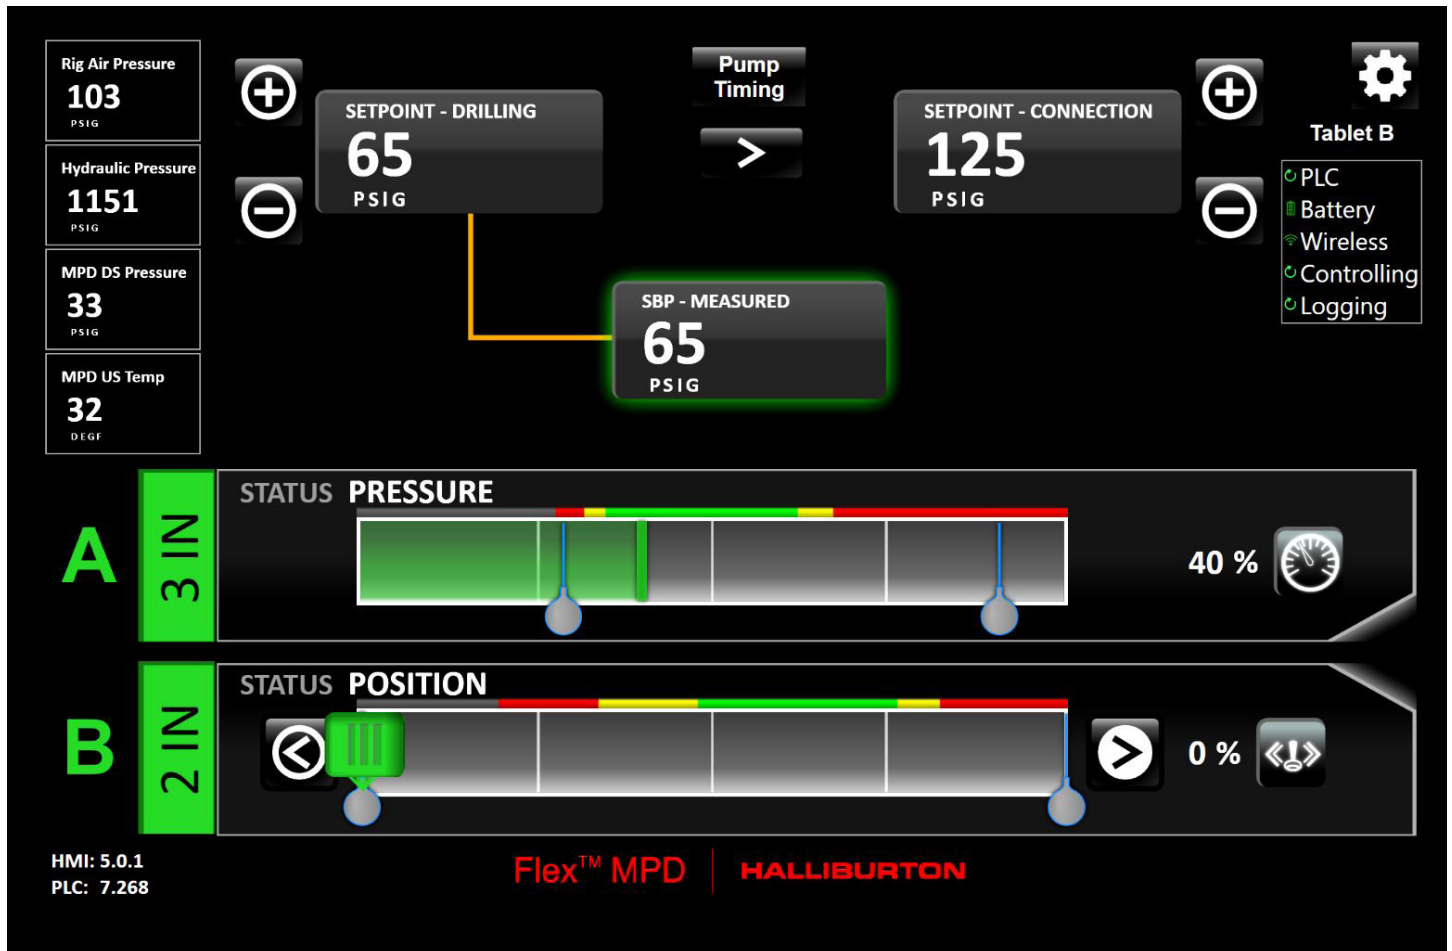 Rig Air Pressure
103
PSIG
Hydraulic Pressure
1151
PSIG
MPD DS Pressure
33
PSIG
MPD US Temp
32
DEGF
SETPOINT - DRILLING
65
PSIG
Pump
Timing
>
SETPOINT - CONNECTION
125
PSIG
Tablet B
PLC
Battery
Wireless
Controlling
Logging
SBP - MEASURED
65
PSIG
A
3 IN
STATUS PRESSURE
40 %
B
2 IN
STATUS POSITION
0 %
HMI: 5.0.1
PLC: 7.268
Flex™ MPD
HALLIBURTON